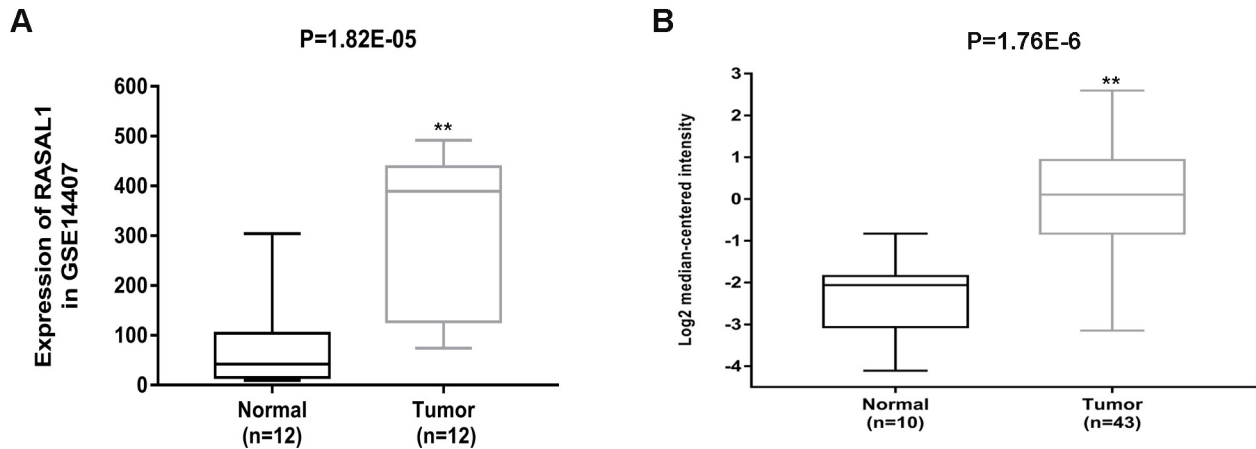 A
P=1.82E-05
Expression of RASAL1
in GSE14407
600
500
400
300
200
100
0
**
Normal
(n=12)
Tumor
(n=12)
B
P=1.76E-6
Log2 median-centered intensity
3
2
1
0
-1
-2
-3
-4
**
Normal
(n=10)
Tumor
(n=43)